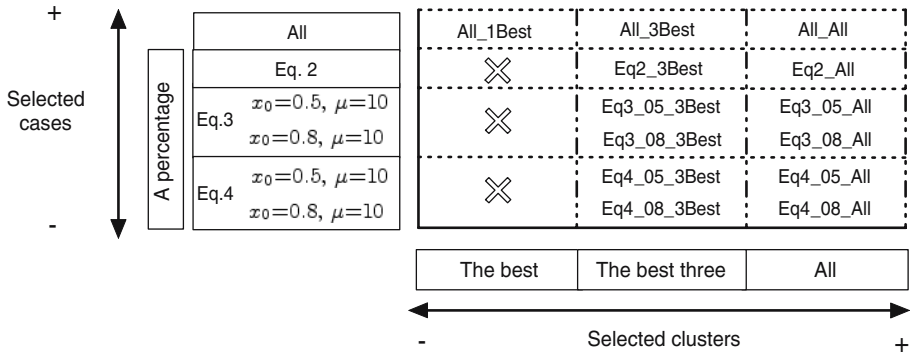 +
All
All_1Best
All_3Best
All_All
Eq. 2
Eq2_3Best
Eq2_All
Selected
cases
A percentage
Eq.3
x₀=0.5, μ=10
x₀=0.8, μ=10
Eq3_05_3Best
Eq3_05_All
Eq3_08_3Best
Eq3_08_All
Eq.4
x₀=0.5, μ=10
x₀=0.8, μ=10
Eq4_05_3Best
Eq4_05_All
Eq4_08_3Best
Eq4_08_All
-
The best
The best three
All
-
Selected clusters
+